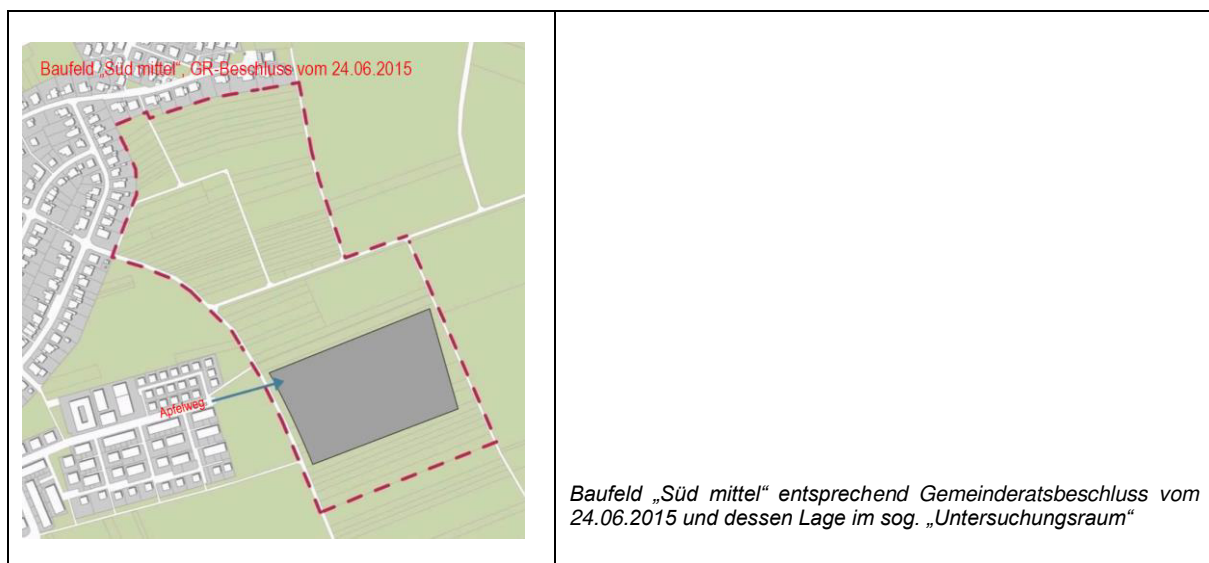 Baufeld „Süd mittel“, GR-Beschluss vom 24.06.2015
Apfelweg
Baufeld „Süd mittel“ entsprechend Gemeinderatsbeschluss vom
24.06.2015 und dessen Lage im sog. „Untersuchungsraum“